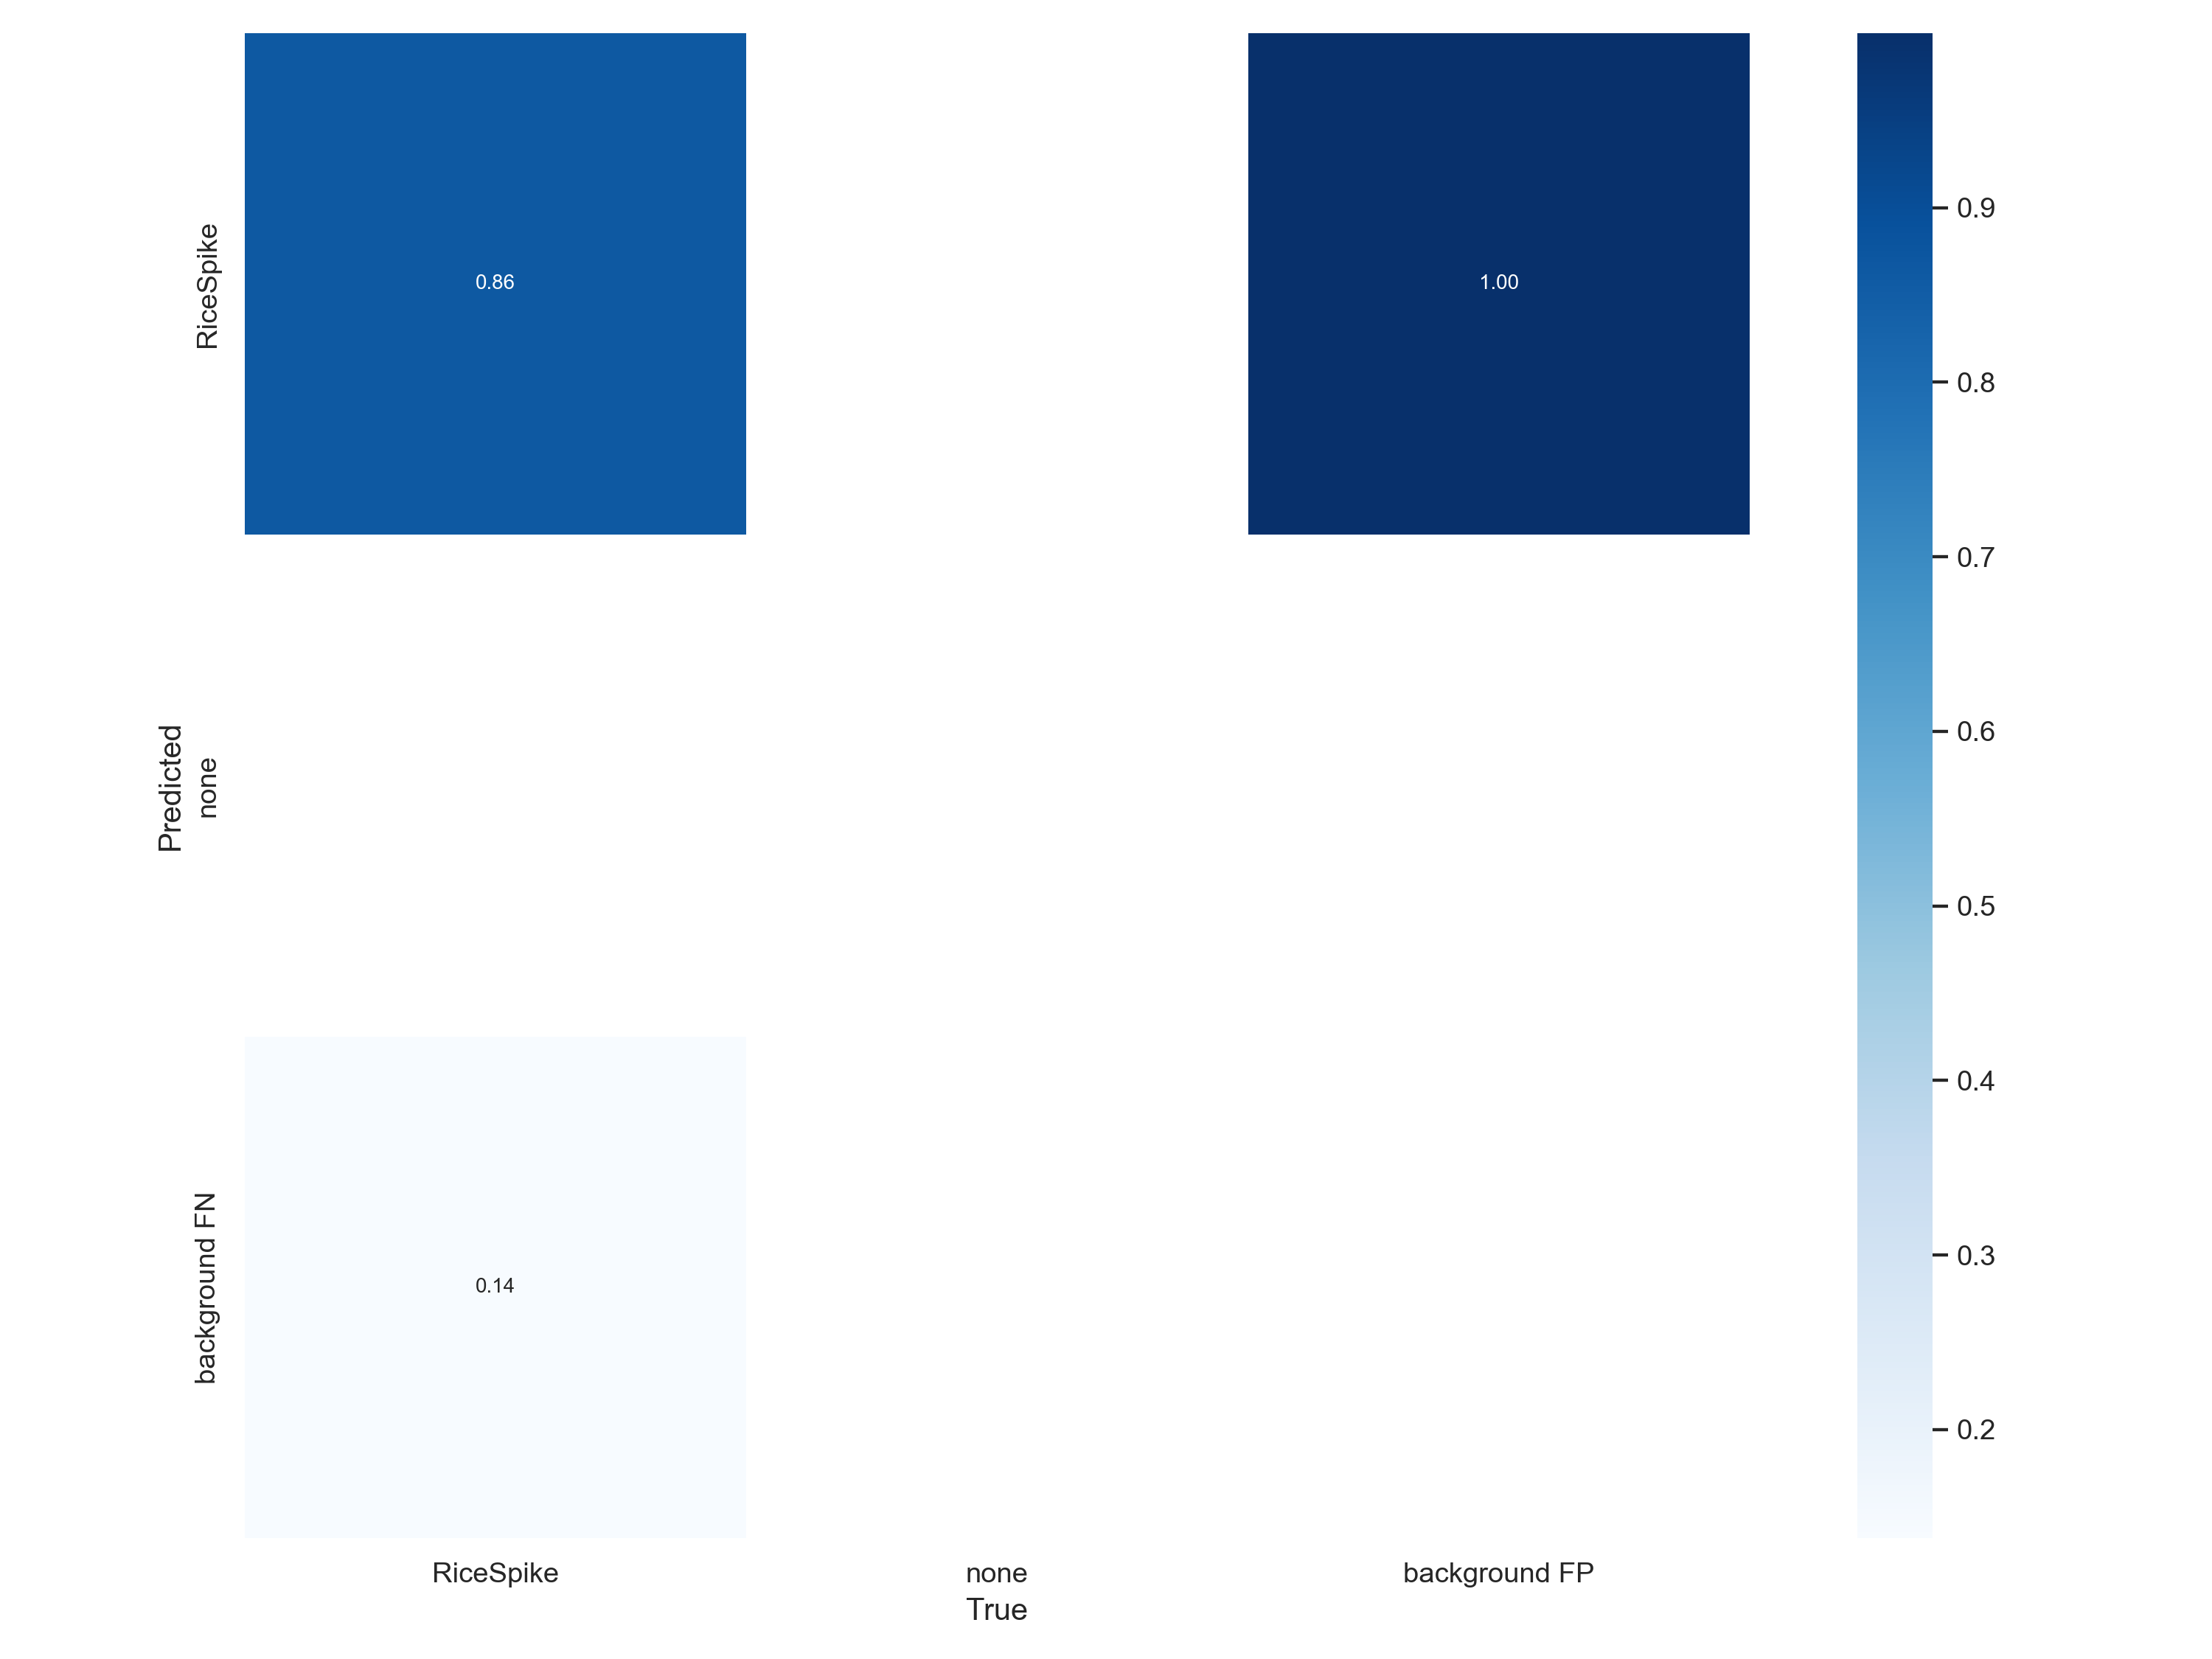 RiceSpike
0.86
1.00
Predicted
none
background FN
0.14
RiceSpike
none
background FP
True
0.9
0.8
0.7
0.6
0.5
0.4
0.3
0.2